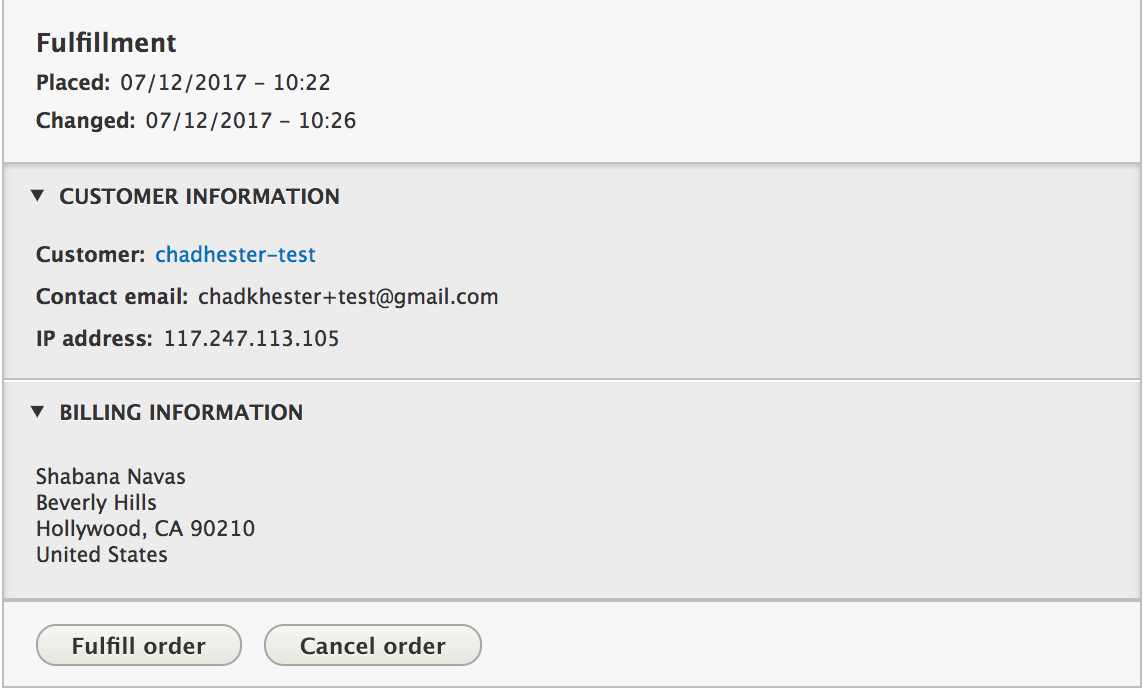 Fulfillment
Placed: 07/12/2017 – 10:22
Changed: 07/12/2017 – 10:26
CUSTOMER INFORMATION
Customer: chadhester-test
Contact email: chadkhester+test@gmail.com
IP address: 117.247.113.105
BILLING INFORMATION
Shabana Navas
Beverly Hills
Hollywood, CA 90210
United States
Fulfill order Cancel order